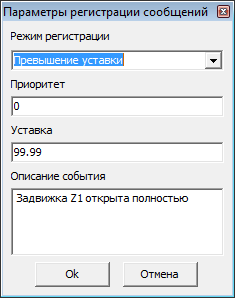 Параметры регистрации сообщений
Режим регистрации
Превышение уставки
Приоритет
0
Уставка
99.99
Описание события
Задвижка Z1 открыта полностью
Ok
Отмена